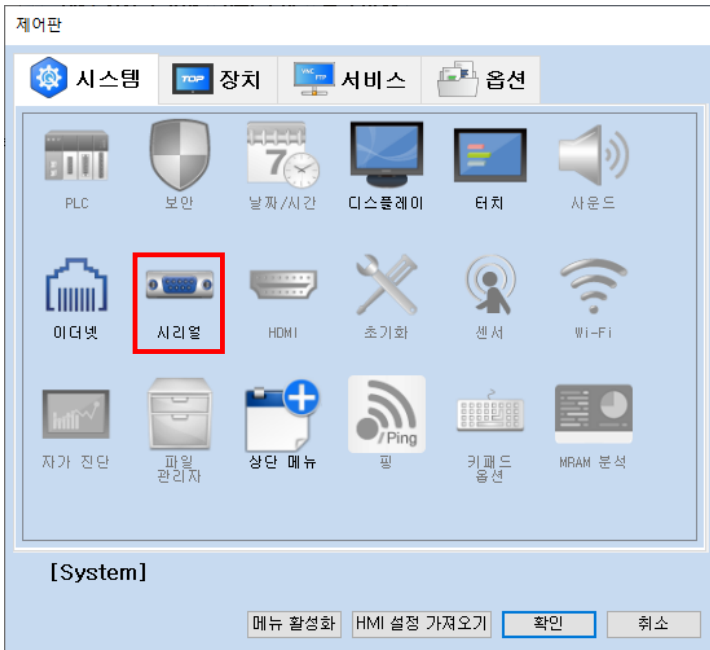 제어판
시스템
TOP
장치
VNC
FTP
서비스
옵션
7
PLC
보안
날짜/시간
디스플레이
터치
사운드
이더넷
시리얼
HDMI
초기화
센서
Wi-Fi
/Ping
자가 진단
파일
관리자
상단 메뉴
핑
키패드
옵션
MRAM 분석
[System]
메뉴 활성화
HMI 설정 가져오기
확인
취소